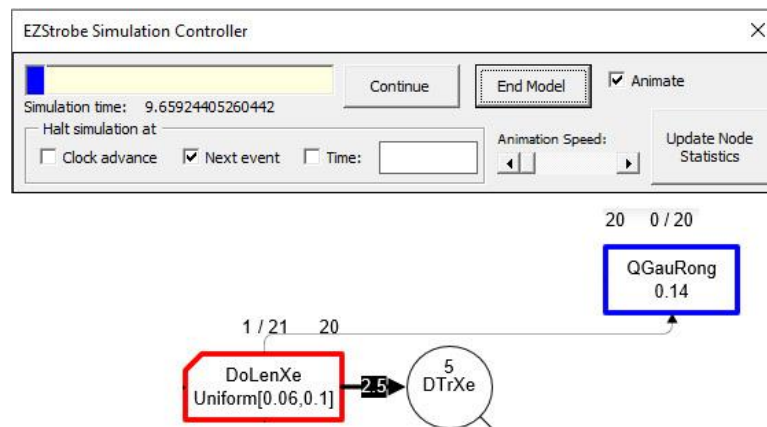 EZStrobe Simulation Controller
Continue
End Model
Animate
Simulation time: 9.65924405260442
Halt simulation at
Clock advance
Next event
Time:
Animation Speed:
Update Node
Statistics
20 0 / 20
QGauRong
0.14
1 / 21 20
DoLenXe
Uniform[0.06,0.1]
2.5
5
DTrXe